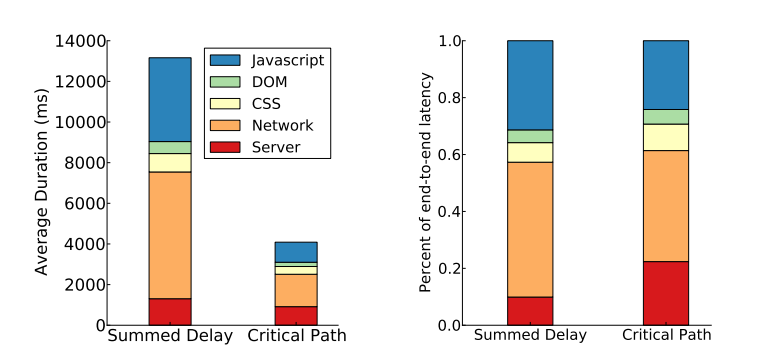 Average Duration (ms)
14000
12000
10000
8000
6000
4000
2000
0
Summed Delay
Critical Path
Javascript
DOM
CSS
Network
Server
Percent of end-to-end latency
1.0
0.8
0.6
0.4
0.2
0.0
Summed Delay
Critical Path